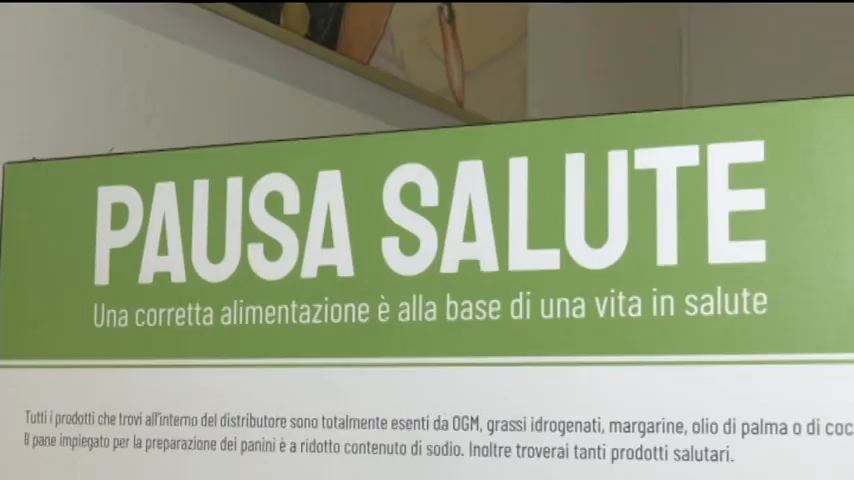 PAUSA SALUTE
Una corretta alimentazione è alla base di una vita in salute
Tutti i prodotti che trovi all'interno del distributore sono totalmente esenti da OGM, grassi idrogenati, margarine, olio di palma o di coc
Il pane impiegato per la preparazione dei panini è a ridotto contenuto di sodio. Inoltre troverai tanti prodotti salutari.